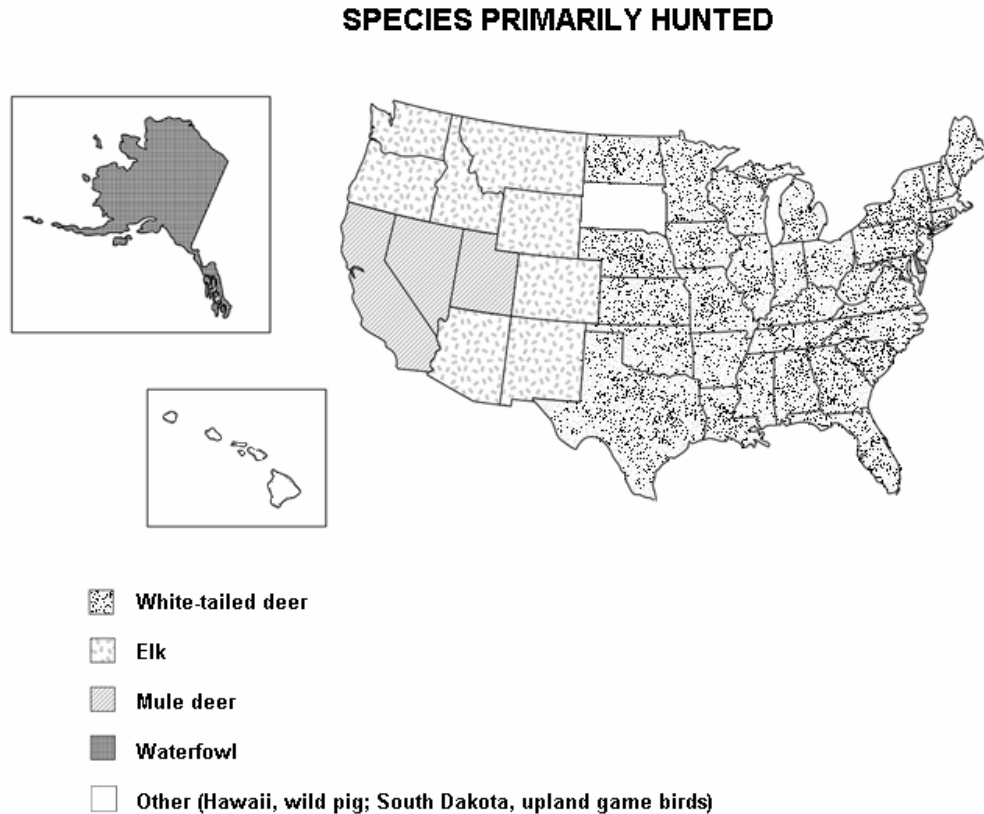 SPECIES PRIMARILY HUNTED
White-tailed deer
Elk
Mule deer
Waterfowl
Other (Hawaii, wild pig; South Dakota, upland game birds)